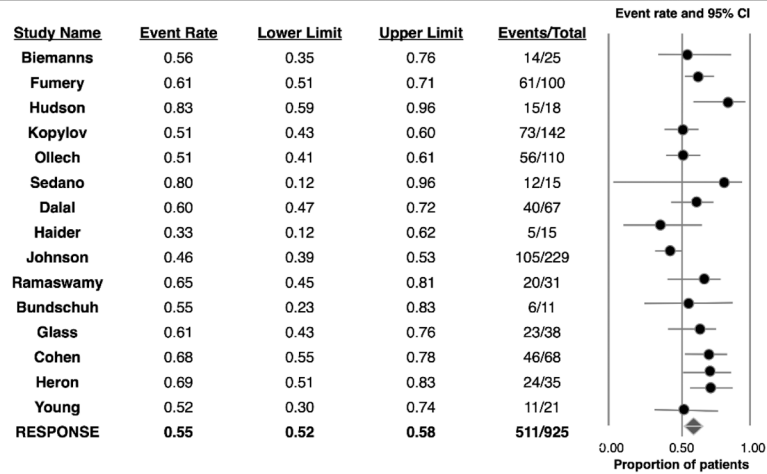 Event rate and 95% CI
Study Name Event Rate Lower Limit Upper Limit Events/Total
Biemanns 0.56 0.35 0.76 14/25
Fumery 0.61 0.51 0.71 61/100
Hudson 0.83 0.59 0.96 15/18
Kopylov 0.51 0.43 0.60 73/142
Ollech 0.51 0.41 0.61 56/110
Sedano 0.80 0.12 0.96 12/15
Dalal 0.60 0.47 0.72 40/67
Haider 0.33 0.12 0.62 5/15
Johnson 0.46 0.39 0.53 105/229
Ramaswamy 0.65 0.45 0.81 20/31
Bundschuh 0.55 0.23 0.83 6/11
Glass 0.61 0.43 0.76 23/38
Cohen 0.68 0.55 0.78 46/68
Heron 0.69 0.51 0.83 24/35
Young 0.52 0.30 0.74 11/21
RESPONSE 0.55 0.52 0.58 511/925
0.00 0.50 1.00
Proportion of patients